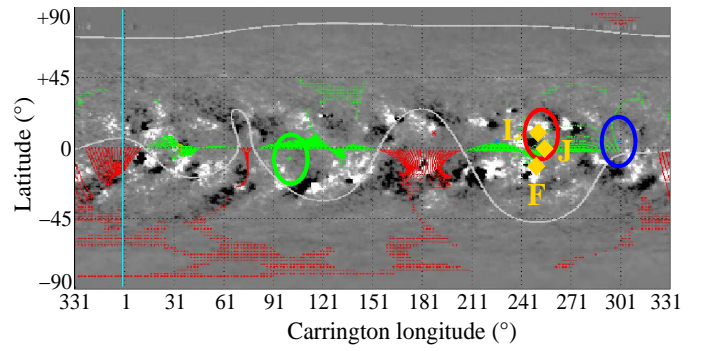 +90
+45
0
−45
−90
Latitude (°)
I
J
F
331 1 31 61 91 121 151 181 211 241 271 301 331
Carrington longitude (°)